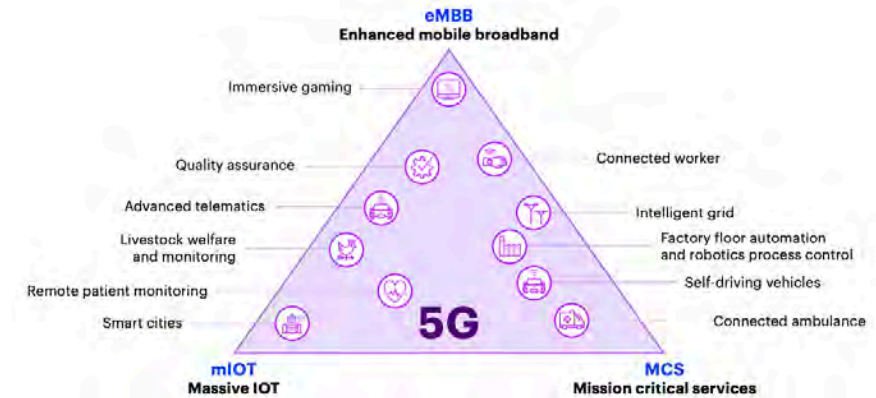 eMBB
Enhanced mobile broadband
Immersive gaming
Quality assurance
Connected worker
Advanced telematics
Intelligent grid
Livestock welfare
and monitoring
Factory floor automation
and robotics process control
Remote patient monitoring
Self-driving vehicles
Smart cities
5G
Connected ambulance
mIOT
Massive IOT
MCS
Mission critical services